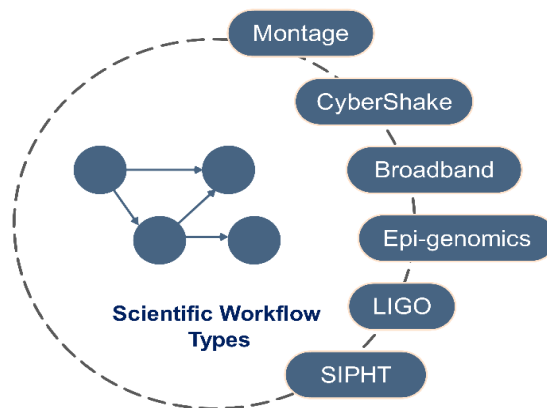 Montage
CyberShake
Broadband
Epi-genomics
LIGO
SIPHT
Scientific Workflow
Types